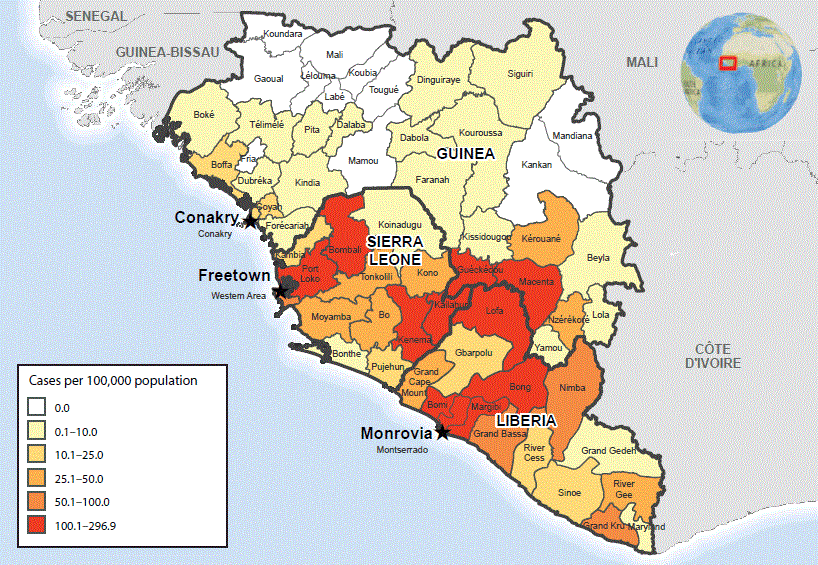 SENEGAL
GUINEA-BISSAU
MALI
AFRICA
CÔTE
D'IVOIRE
Koundara
Mali
Gaoual
Lélouma
Koubia
Labé
Tougué
Dinguiraye
Siguiri
Boké
Télimélé
Pita
Dalaba
Dabola
Kouroussa
Mandiana
GUINEA
Boffa
Fria
Mamou
Kankan
Dubréka
Kindia
Faranah
Coyah
Conakry
Conakry
Forécariah
Koinadugu
Kissidougou
Kérouané
Beyla
SIERRA
LEONE
Kambia
Bombali
Freetown
Port
Loko
Tonkolili
Kono
Guéckédou
Macenta
Western Area
Moyamba
Bo
Kailahun
Lofa
Nzérékoré
Lola
Kenema
Yamou
Bonthe
Pujehun
Gbarpolu
Grand
Cape
Mount
Bong
Nimba
Bomi
Margibi
LIBERIA
Monrovia
Montserrado
Grand Bassa
River
Cess
Grand Gedeh
Sinoe
River
Gee
Grand Kru
Maryland
Cases per 100,000 population
0.0
0.1–10.0
10.1–25.0
25.1–50.0
50.1–100.0
100.1–296.9